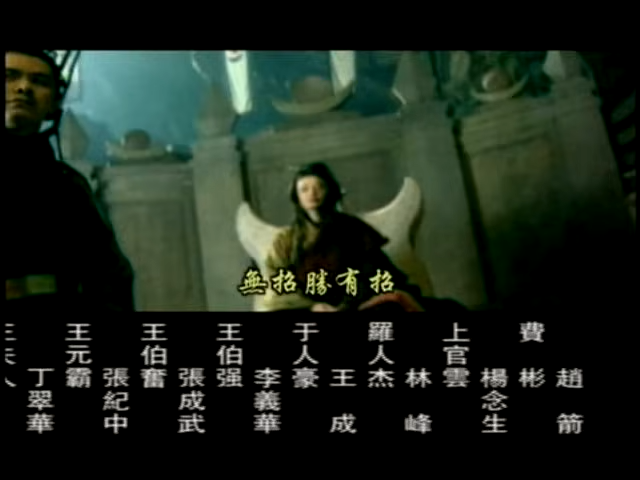 無招勝有招
丁翠華
王元霸
張紀中
王伯奮
張成武
王伯强
李義華
于人豪
王成
羅人杰
林峰
上官雲
楊念生
費彬
趙箭